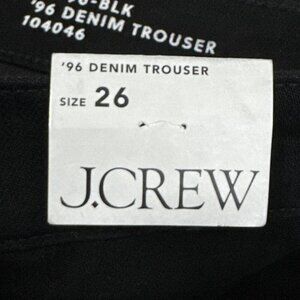 -BLK
'96 DENIM TROUSER
104046
'96 DENIM TROUSER
SIZE 26
J.CREW